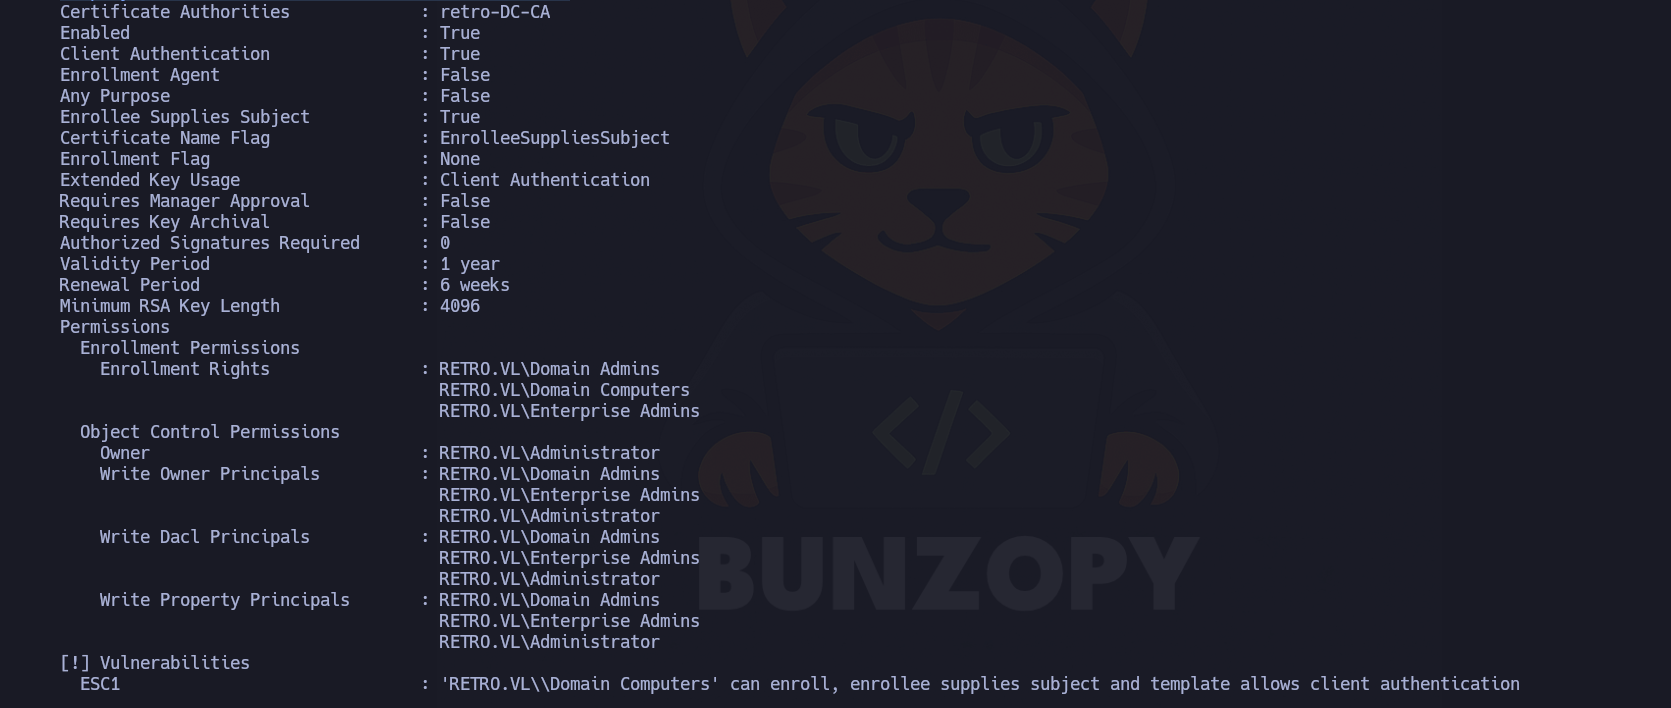 Certificate Authorities : retro-DC-CA
Enabled : True
Client Authentication : True
Enrollment Agent : False
Any Purpose : False
Enrollee Supplies Subject : True
Certificate Name Flag : EnrolleeSuppliesSubject
Enrollment Flag : None
Extended Key Usage : Client Authentication
Requires Manager Approval : False
Requires Key Archival : False
Authorized Signatures Required : 0
Validity Period : 1 year
Renewal Period : 6 weeks
Minimum RSA Key Length : 4096
Permissions
Enrollment Permissions
Enrollment Rights : RETRO.VL\Domain Admins
RETRO.VL\Domain Computers
RETRO.VL\Enterprise Admins
Object Control Permissions
Owner : RETRO.VL\Administrator
Write Owner Principals : RETRO.VL\Domain Admins
RETRO.VL\Enterprise Admins
RETRO.VL\Administrator
Write Dacl Principals : RETRO.VL\Domain Admins
RETRO.VL\Enterprise Admins
RETRO.VL\Administrator
Write Property Principals : RETRO.VL\Domain Admins
RETRO.VL\Enterprise Admins
RETRO.VL\Administrator
[!] Vulnerabilities
ESC1 : 'RETRO.VL\\Domain Computers' can enroll, enrollee supplies subject and template allows client authentication
</>
BUNZOPY